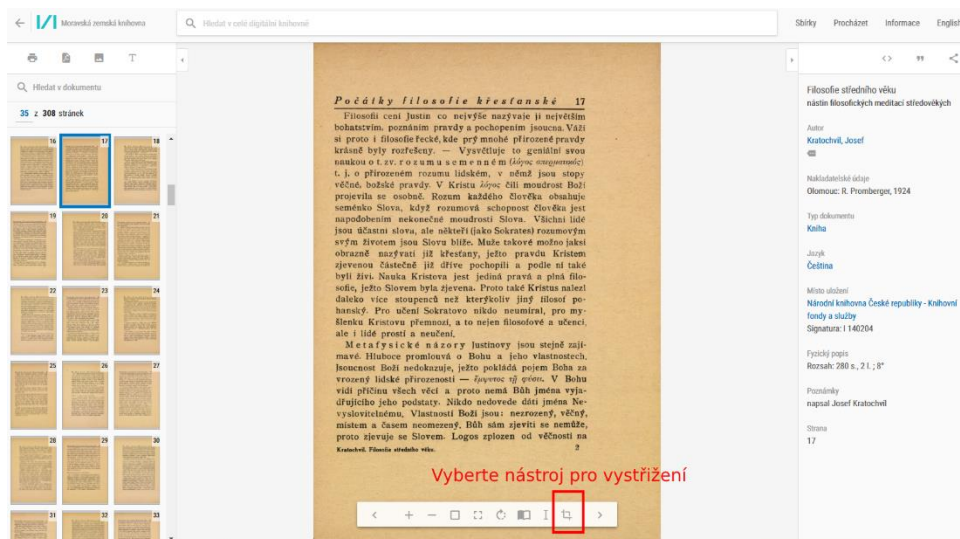 Moravská zemská knihovna
Hledat v celé digitální knihovně
Sbírky Procházet Informace English
Hledat v dokumentu
35 z 308 stránek
16 17 18
19 20 21
22 23 24
25 26 27
28 29 30
31 32 33
Počátky filosofie křesťanské 17
Filosofii cení Justin co nejvýše nazývaje ji největším
bohatstvím, poznáním pravdy a pochopením jsoucna. Váží
si proto i filosofie řecké, kde prý mnohé přirozené pravdy
krásně byly rozřešeny. — Vysvětluje to geniální svou
naukou o t. zv. rozumu semenném (λόγος σπερματικός)
t. j. o přirozeném rozumu lidském, v němž jsou stopy
věčné, božské pravdy. V Kristu λόγος čili moudrost Boží
projevila se osobně. Rozum každého člověka obsahuje
seménko Slova, když rozumová schopnost člověka jest
napodobením nekonečné moudrosti Slova. Všichni lidé
jsou účastni slova, ale někteří (jako Sokrates) rozumovým
svým životem jsou Slovu blíže. Muže takové možno jaksi
obrazně nazývati již křesťany, ježto pravdu Kristem
zjevenou částečně již dříve pochopili a podle ní také
byli živi. Nauka Kristova jest jediná pravá a plná filo-
sofie, ježto Slovem byla zjevena. Proto také Kristus nalezl
daleko více stoupenců než kterýkoliv jiný filosof po-
hanský. Pro učení Sokratovo nikdo neumíral, pro my-
šlenku Kristovu přemnozí, a to nejen filosofové a učenci,
ale i lidé prostí a neučení.
Metafysické názory Justinovy jsou stejně zají-
mavé. Hluboce promlouvá o Bohu a jeho vlastnostech.
Jsoucnost Boží nedokazuje, ježto pokládá pojem Boha za
vrozený lidské přirozenosti — ἔμφυτος τῇ φύσει. V Bohu
vidí příčinu všech věcí a proto nemá Bůh jména vyja-
dřujícího jeho podstaty. Nikdo nedovede dáti jména Ne-
vyslovitelnému. Vlastnosti Boží jsou: nezrozený, věčný,
místem a časem neomezený. Bůh sám zjeviti se nemůže,
proto zjevuje se Slovem. Logos zplozen od věčnosti na
Kratochvil, Filosofie středního věku. 2
Vyberte nástroj pro vystřižení
Filosofie středního věku
nástin filosofických meditací středověkých
Autor
Kratochvil, Josef
Nakladatelské údaje
Olomouc: R. Promberger, 1924
Typ dokumentu
Kniha
Jazyk
Čeština
Místo uložení
Národní knihovna České republiky - Knihovní
fondy a služby
Signatura: I 140204
Fyzický popis
Rozsah: 280 s., 2 l. ; 8°
Poznámky
napsal Josef Kratochvil
Strana
17